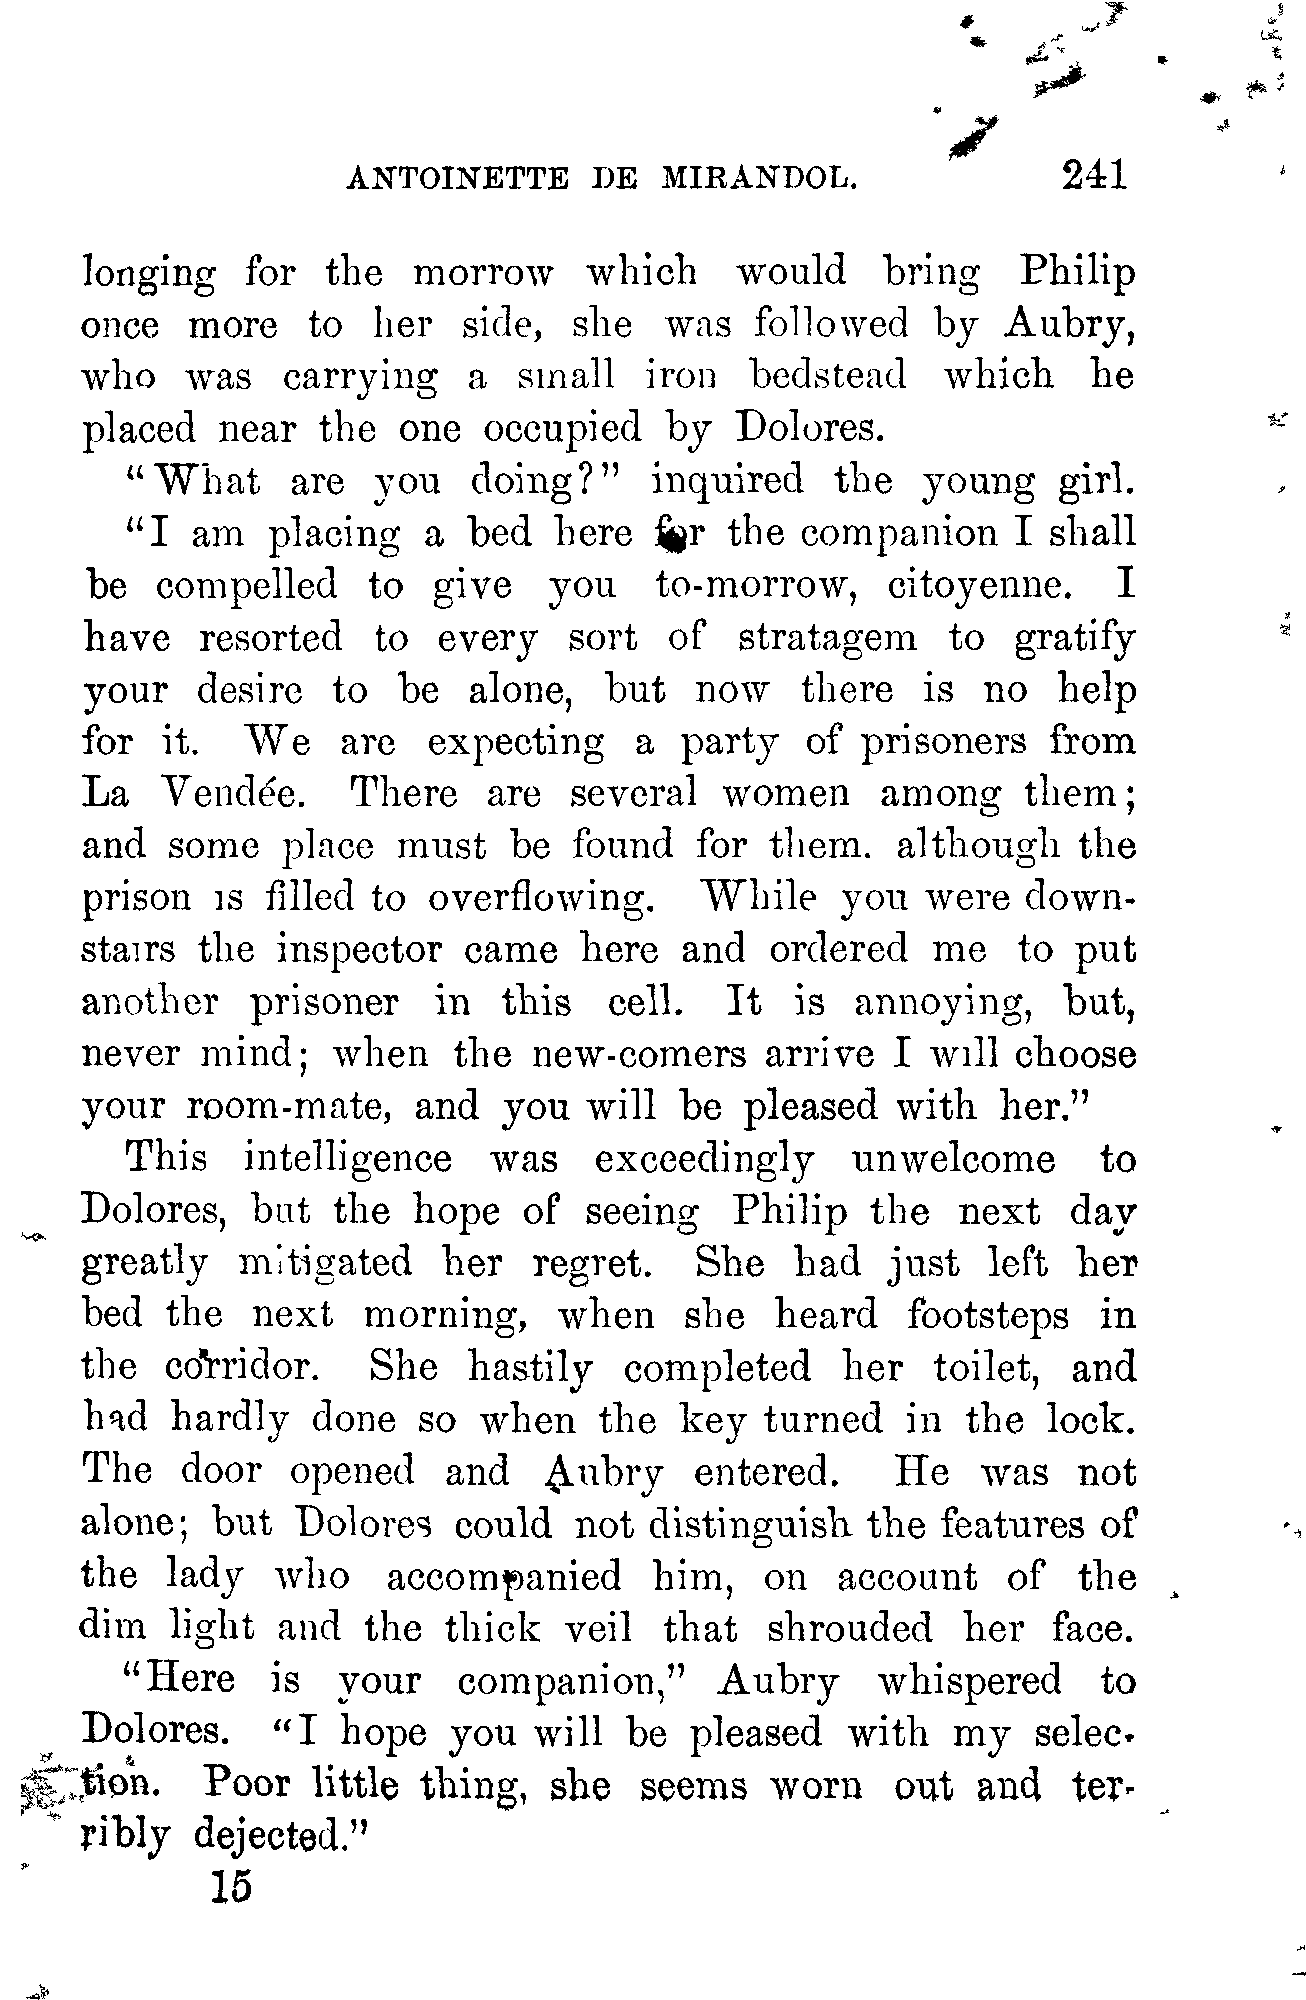 ANTOINETTE DE MIRANDOL. 241
longing for the morrow which would bring Philip
once more to her side, she was followed by Aubry,
who was carrying a small iron bedstead which he
placed near the one occupied by Dolores.
"What are you doing?" inquired the young girl.
"I am placing a bed here for the companion I shall
be compelled to give you to-morrow, citoyenne. I
have resorted to every sort of stratagem to gratify
your desire to be alone, but now there is no help
for it. We are expecting a party of prisoners from
La Vendée. There are several women among them;
and some place must be found for them. although the
prison is filled to overflowing. While you were down-
stairs the inspector came here and ordered me to put
another prisoner in this cell. It is annoying, but,
never mind; when the new-comers arrive I will choose
your room-mate, and you will be pleased with her."
This intelligence was exceedingly unwelcome to
Dolores, but the hope of seeing Philip the next day
greatly mitigated her regret. She had just left her
bed the next morning, when she heard footsteps in
the corridor. She hastily completed her toilet, and
had hardly done so when the key turned in the lock.
The door opened and Aubry entered. He was not
alone; but Dolores could not distinguish the features of
the lady who accompanied him, on account of the
dim light and the thick veil that shrouded her face.
"Here is your companion," Aubry whispered to
Dolores. "I hope you will be pleased with my selec-
tion. Poor little thing, she seems worn out and ter-
ribly dejected."
15